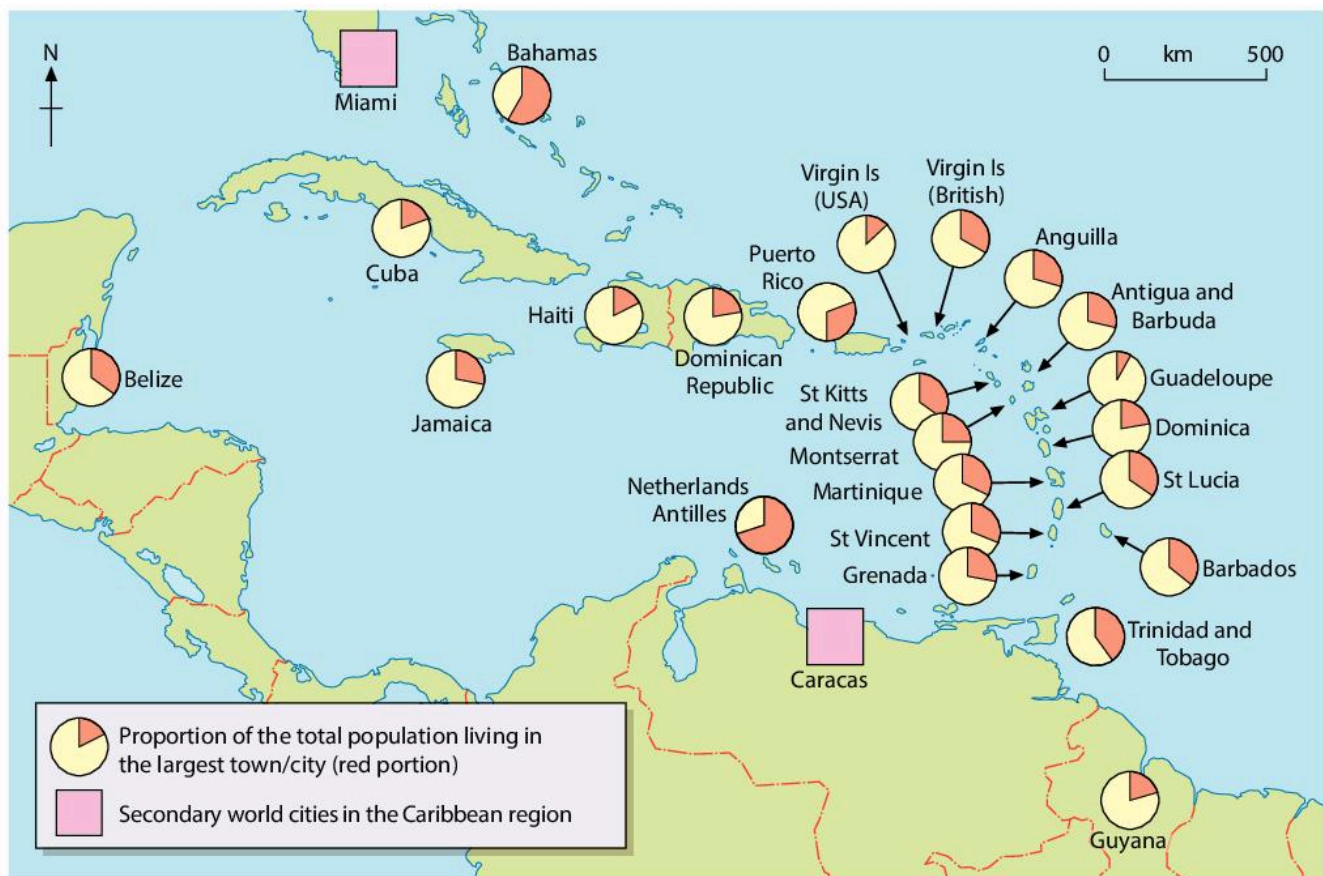 N
Miami
Bahamas
0 km 500
Virgin Is
(USA)
Virgin Is
(British)
Anguilla
Puerto
Rico
Antigua and
Barbuda
Cuba
Haiti
Dominican
Republic
Belize
Jamaica
St Kitts
and Nevis
Guadeloupe
Dominica
Montserrat
Martinique
St Lucia
Netherlands
Antilles
St Vincent
Grenada
Barbados
Caracas
Trinidad and
Tobago
Guyana
Proportion of the total population living in
the largest town/city (red portion)
Secondary world cities in the Caribbean region